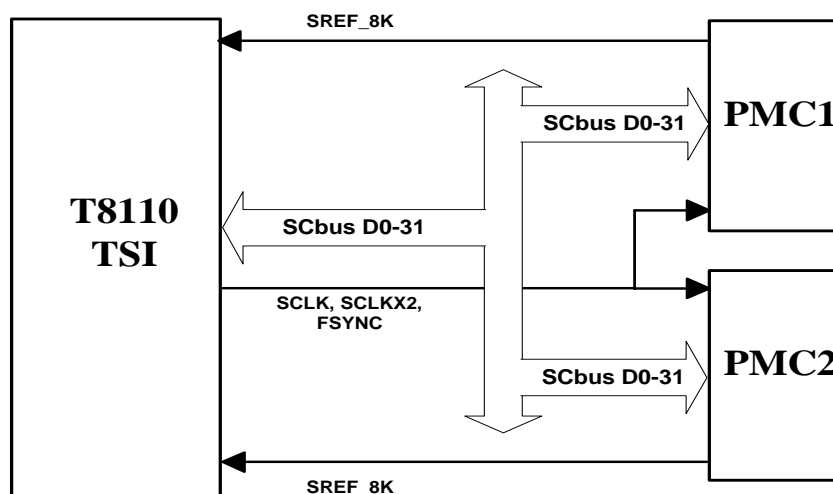 SREF_8K
SCbus D0-31
PMC1
T8110
TSI
SCbus D0-31
SCLK, SCLKX2,
FSYNC
SCbus D0-31
PMC2
SREF_8K